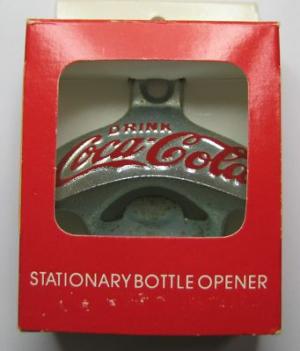 DRINK
Coca-Cola
STATIONARY BOTTLE OPENER